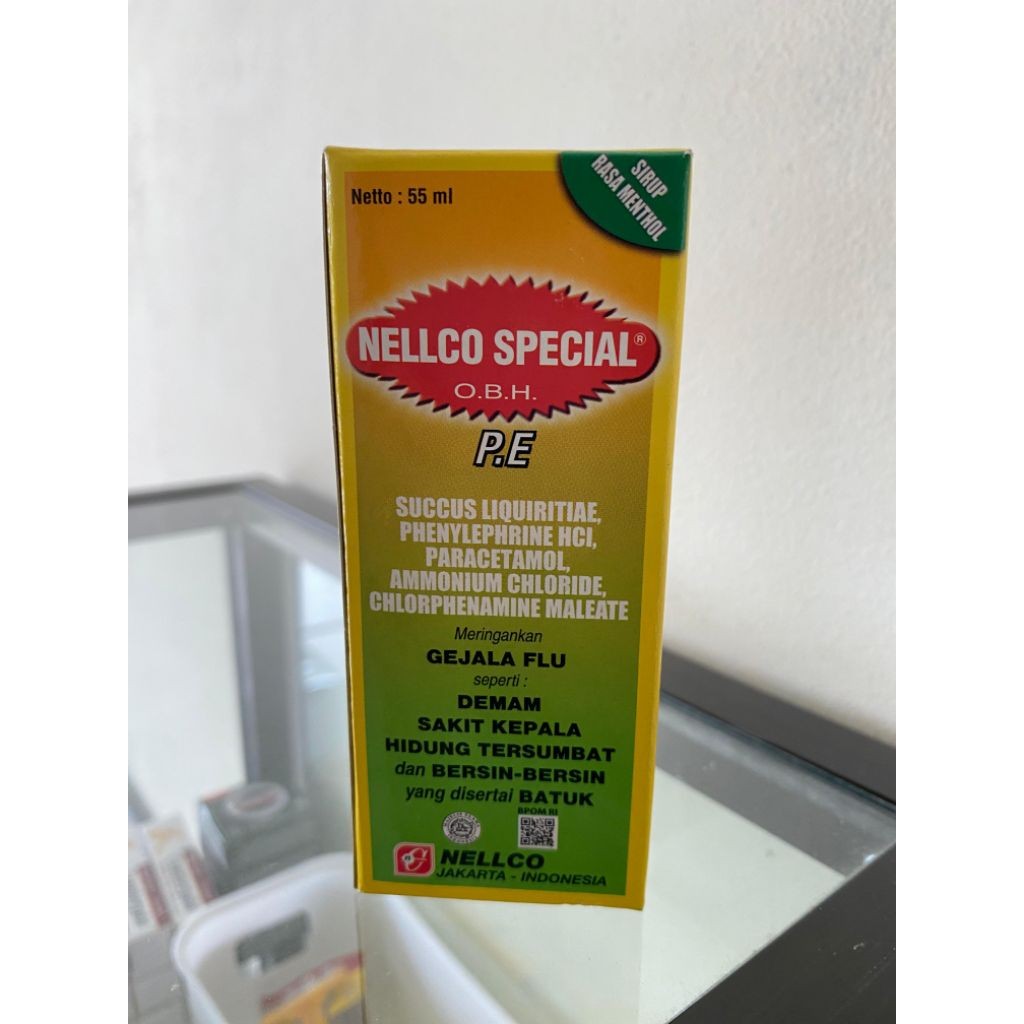 Netto : 55 ml
SIRUP
RASA MENTHOL
NELLCO SPECIAL®
O.B.H.
P.E
SUCCUS LIQUIRITIAE,
PHENYLEPHRINE HCl,
PARACETAMOL,
AMMONIUM CHLORIDE,
CHLORPHENAMINE MALEATE
Meringankan
GEJALA FLU
seperti :
DEMAM
SAKIT KEPALA
HIDUNG TERSUMBAT
dan BERSIN-BERSIN
yang disertai BATUK
BPOM RI
NELLCO
JAKARTA - INDONESIA